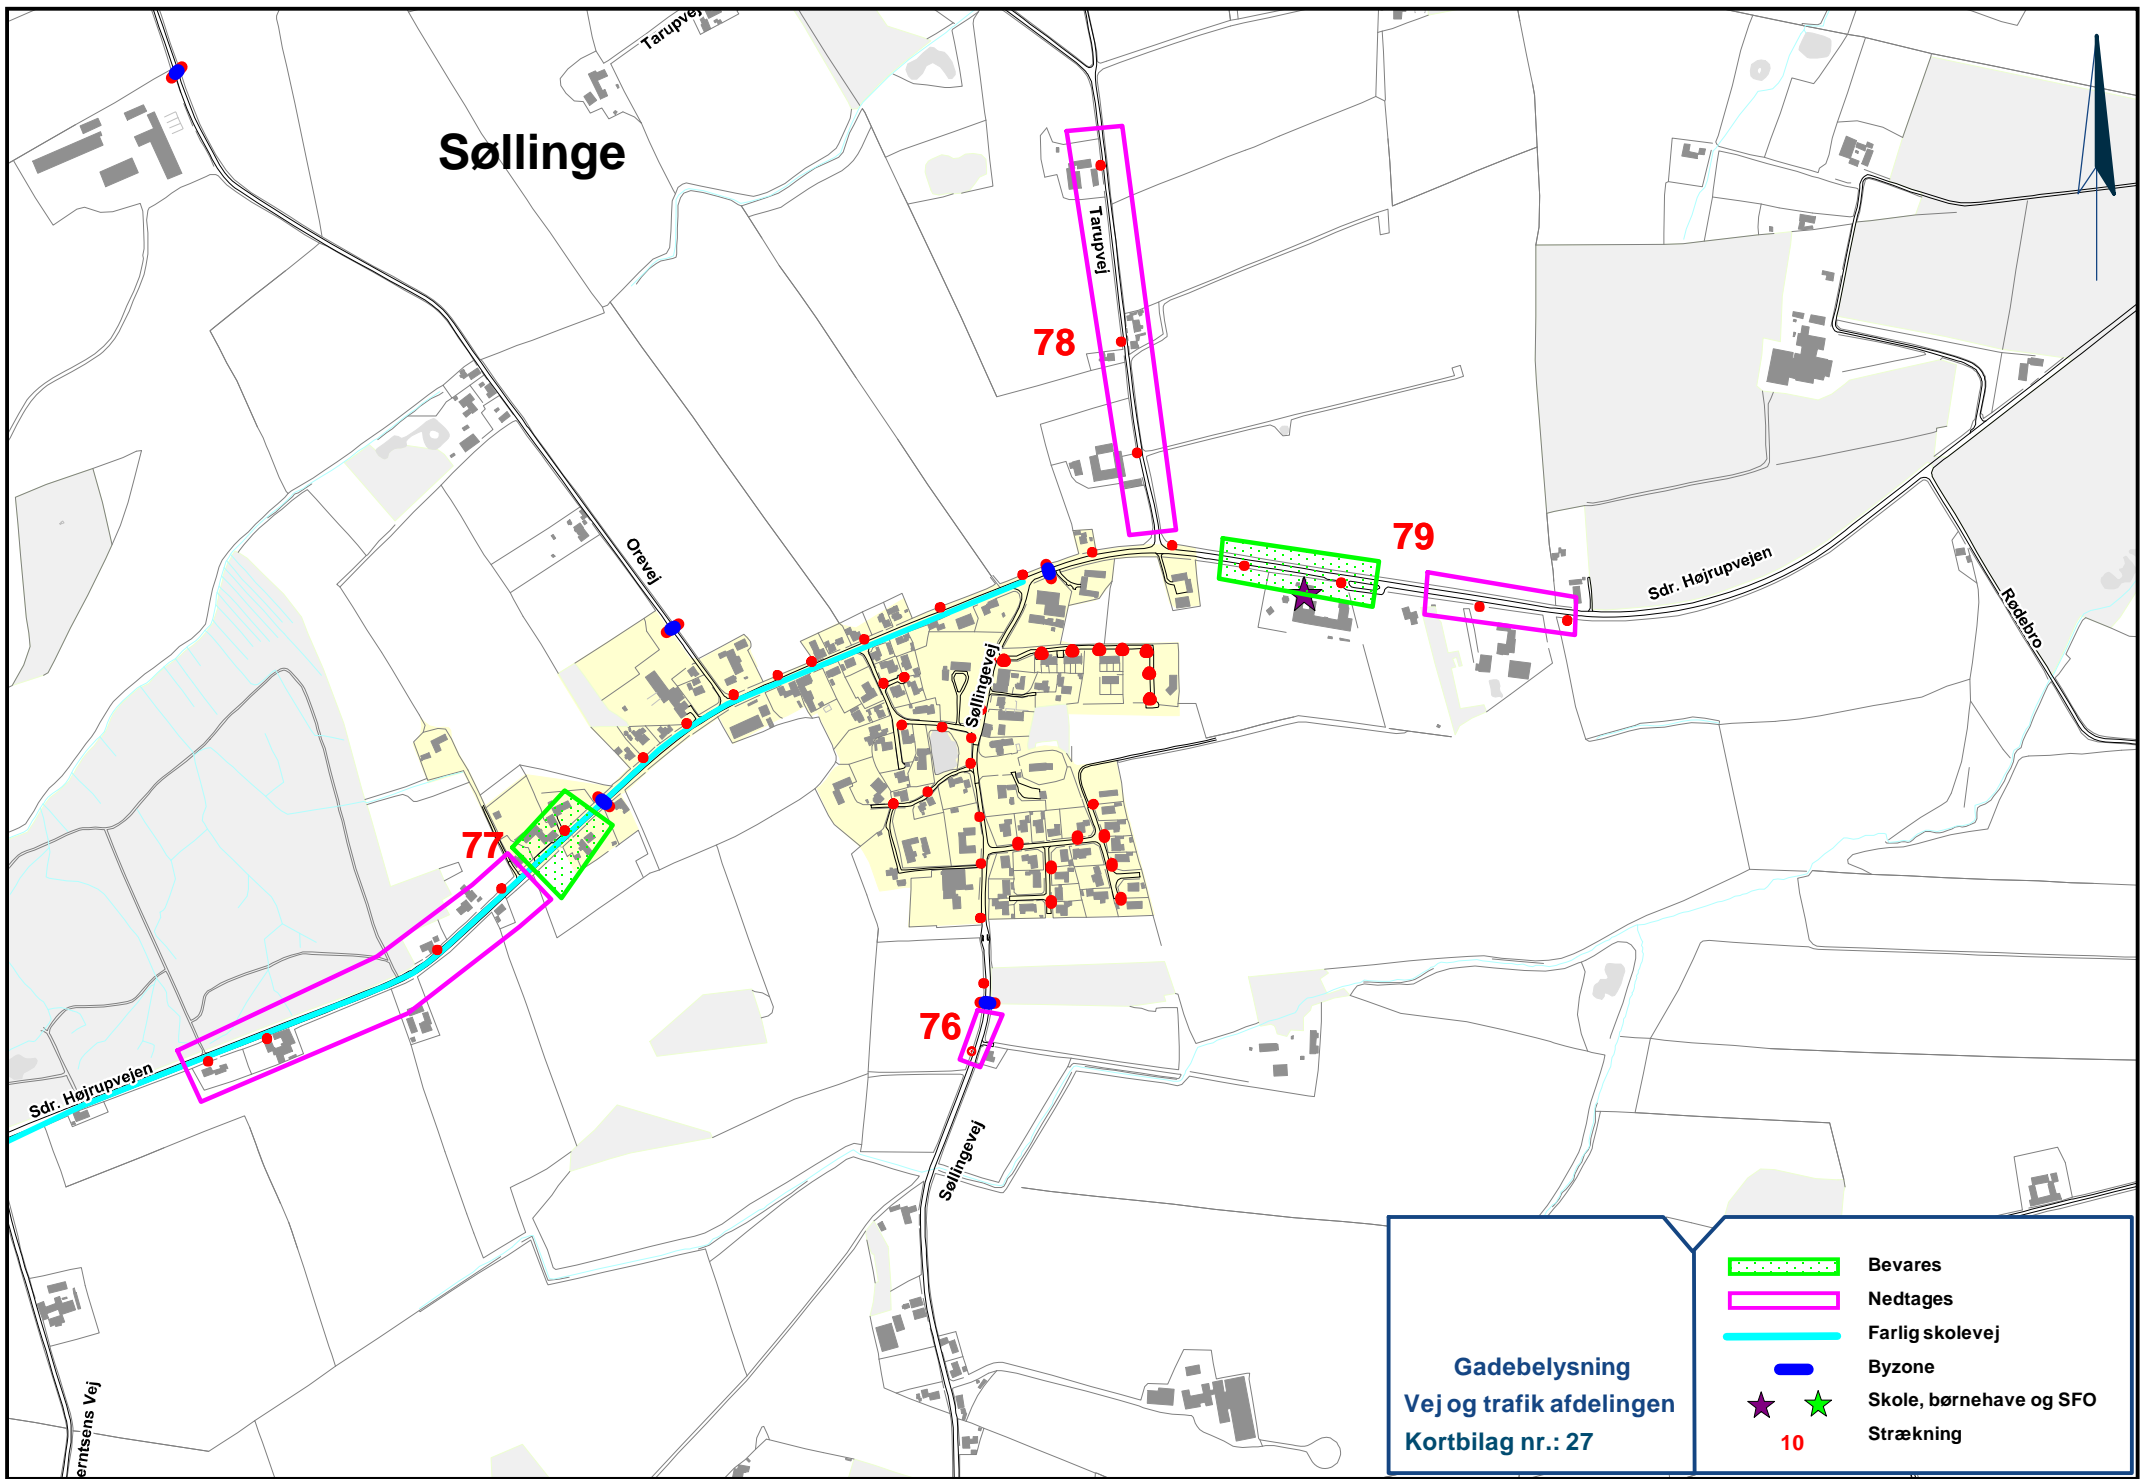 Tarupvej
Søllinge
Tarupvej
78
79
Orevej
Sdr. Højrupvejen
Rødebro
Søllingevej
77
76
Sdr. Højrupvejen
Søllingevej
erntsens Vej
Gadebelysning
Vej og trafik afdelingen
Kortbilag nr.: 27
Bevares
Nedtages
Farlig skolevej
Byzone
Skole, børnehave og SFO
10 Strækning